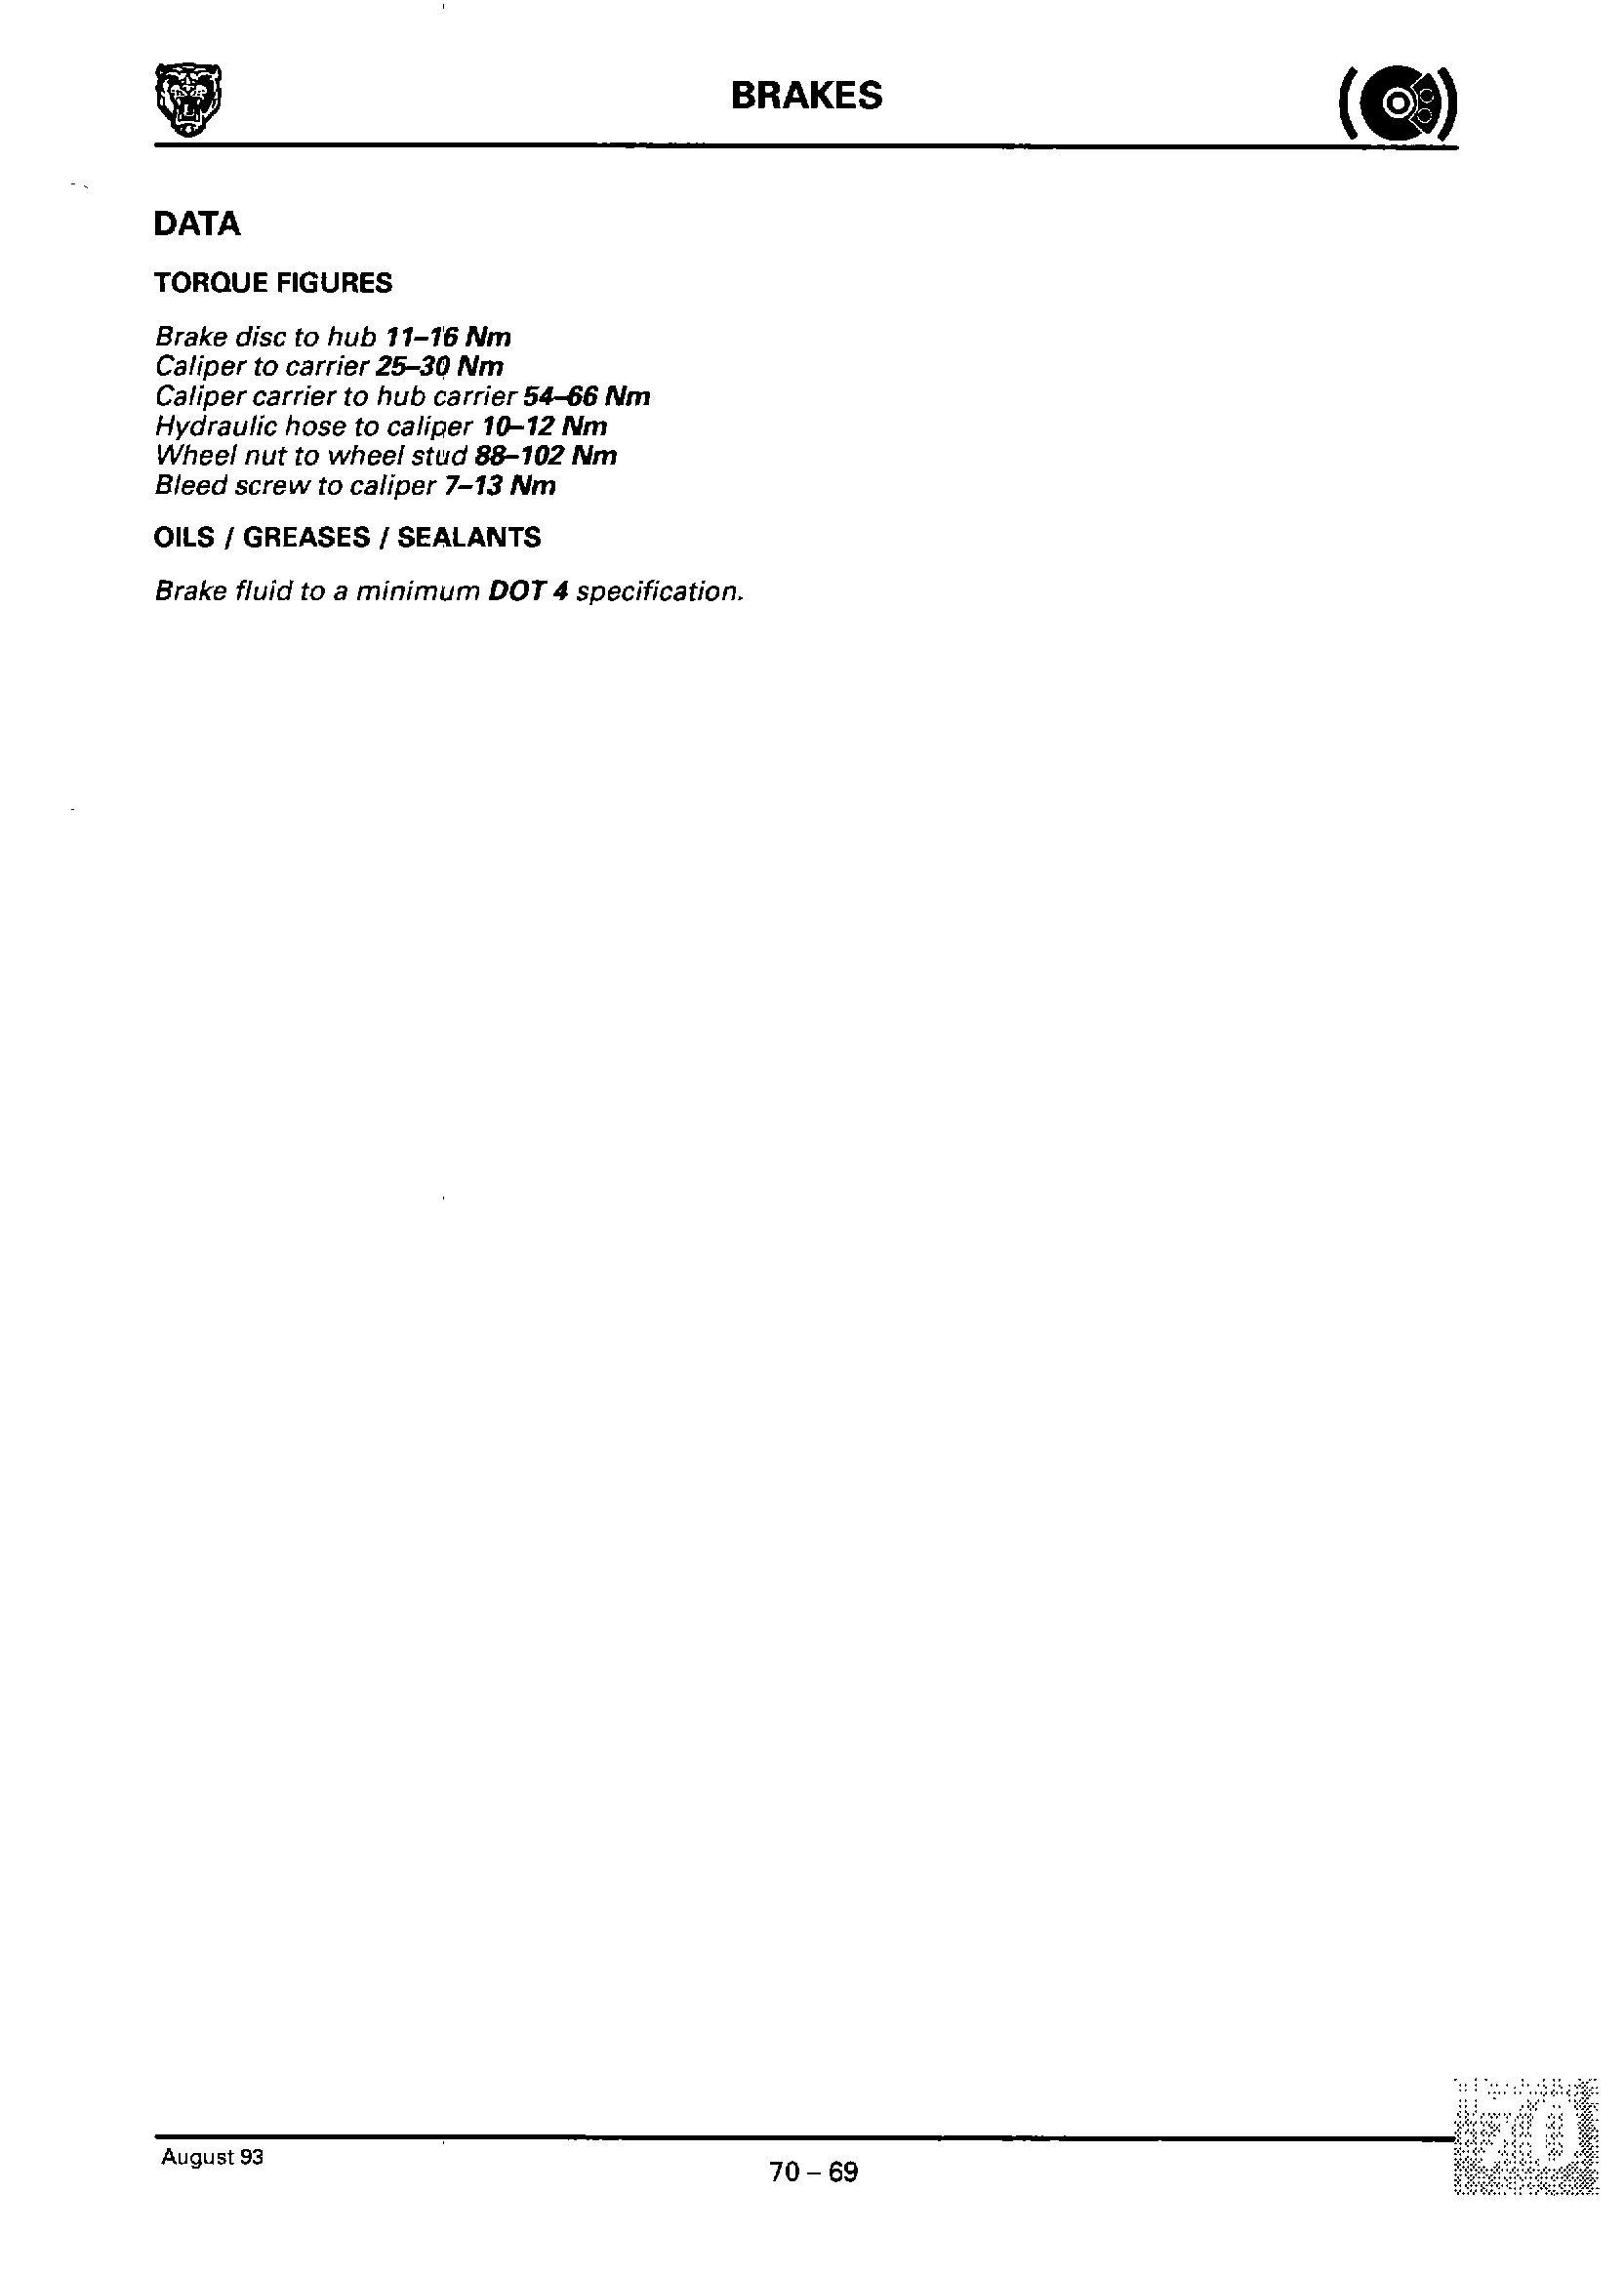 BRAKES
DATA
TORQUE FIGURES
Brake disc to hub 11–16 Nm
Caliper to carrier 25–30 Nm
Caliper carrier to hub carrier 54–66 Nm
Hydraulic hose to caliper 10–12 Nm
Wheel nut to wheel stud 88–102 Nm
Bleed screw to caliper 7–13 Nm
OILS / GREASES / SEALANTS
Brake fluid to a minimum DOT 4 specification.
August 93
70 – 69
70